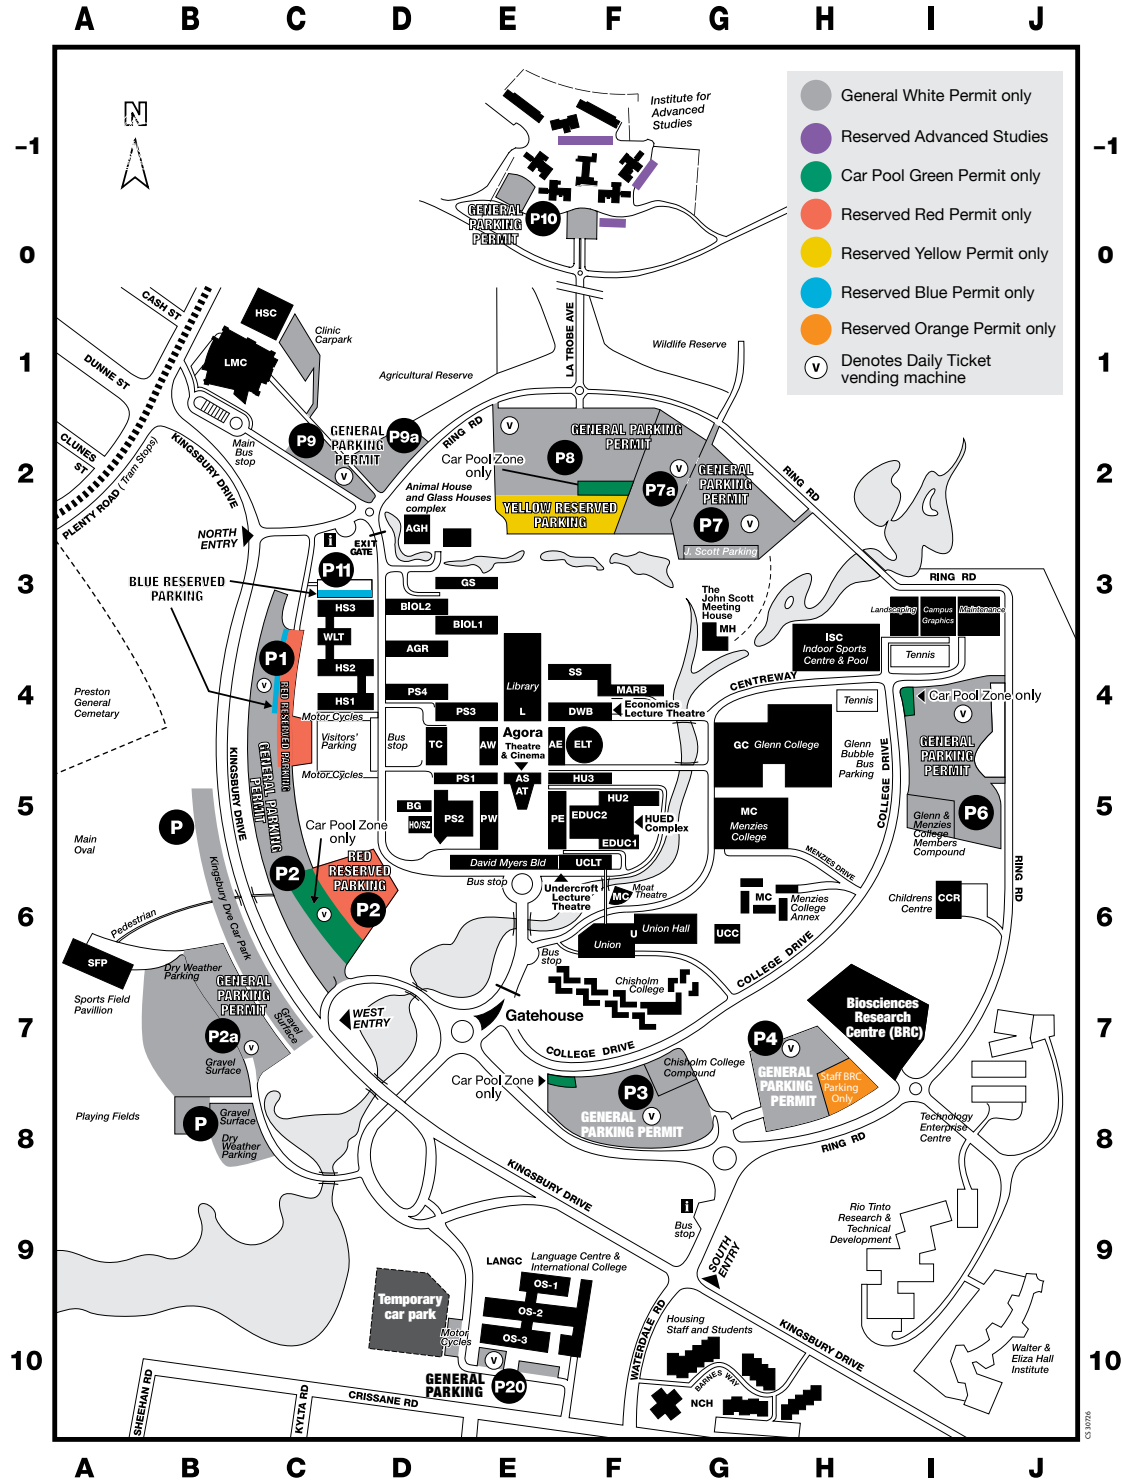 A B C D E F G H I J
N
Institute for
Advanced
Studies
General White Permit only
Reserved Advanced Studies
Car Pool Green Permit only
Reserved Red Permit only
Reserved Yellow Permit only
Reserved Blue Permit only
Reserved Orange Permit only
V Denotes Daily Ticket
vending machine
-1 -1
GENERAL
PARKING
PERMIT
P10
0 0
CASH ST
HSC
LMC
Clinic
Carpark
LA TROBE AVE
Wildlife Reserve
1 1
DUNNE ST
Agricultural Reserve
CLUNES
ST
PLENTY ROAD (Tram Stops)
KINGSBURY DRIVE
Main
Bus
stop
P9
GENERAL
PARKING
PERMIT
V
P9a
RING RD
V
GENERAL PARKING
PERMIT
P8
Car Pool Zone
only
P7a
V
GENERAL
PARKING
PERMIT
P7
V
J. Scott Parking
RING RD
2 2
YELLOW RESERVED
PARKING
Animal House
and Glass Houses
complex
AGH
NORTH
ENTRY
i
EXIT
GATE
P11
BLUE RESERVED
PARKING
3 3
GS
HS3
BIOL2
BIOL1
WLT
AGR
HS2
HS1
PS4
PS3
Library
L
SS
MARB
DWB
Economics
Lecture Theatre
The
John Scott
Meeting
House
MH
ISC
Indoor Sports
Centre & Pool
RING RD
Landscaping
Campus
Graphics
Maintenance
Tennis
CENTREWAY
Tennis
Car Pool Zone only
V
GENERAL
PARKING
PERMIT
P6
Glenn &
Menzies
College
Members
Compound
4 4
Preston
General
Cemetary
P1
V
RED RESERVED PARKING
GENERAL PARKING
PERMIT
Motor Cycles
Visitors'
Parking
Motor Cycles
Bus
stop
TC
AW
Agora
Theatre
& Cinema
AE
ELT
GC Glenn College
Glenn
Bubble
Bus
Parking
COLLEGE DRIVE
PS1
AS
AT
HU3
HU2
BG
HO/SZ
PS2
PW
PE
EDUC2
EDUC1
HUED
Complex
MC
Menzies
College
MENZIES DRIVE
5 5
KINGSBURY DRIVE
P
Main
Oval
Kingsbury Dve Car Park
Car Pool Zone
only
P2
V
RED
RESERVED
PARKING
P2
David Myers Bld
UCLT
Bus stop
Undercroft
Lecture
Theatre
MC
Moat
Theatre
MC
Menzies
College
Annex
Childrens
Centre
CCR
RING RD
6 6
Pedestrian
SFP
Sports Field
Pavilion
Union
U
Union Hall
UCC
COLLEGE DRIVE
Bus
stop
Chisholm
College
Dry Weather
Parking
GENERAL
PARKING
PERMIT
P2a
V
Gravel
Surface
Gravel
Surface
WEST
ENTRY
Gatehouse
COLLEGE DRIVE
Biosciences
Research
Centre (BRC)
7 7
P4
V
GENERAL
PARKING
PERMIT
Staff BRC
Parking
Only
Chisholm College
Compound
Car Pool Zone
only
P3
V
GENERAL
PARKING PERMIT
Playing Fields
P
Gravel
Surface
Dry
Weather
Parking
RING RD
Technology
Enterprise
Centre
8 8
KINGSBURY DRIVE
i
Bus
stop
SOUTH
ENTRY
Rio Tinto
Research &
Technical
Development
9 9
LANGC
Language Centre &
International College
OS-1
OS-2
OS-3
Temporary
car park
Motor
Cycles
V
GENERAL
PARKING
P20
WATERDALE RD
Housing
Staff and Students
KINGSBURY DRIVE
BARNES WAY
NCH
Walter &
Eliza Hall
Institute
10 10
SHEEHAN RD
KYLTA RD
CRISSANE RD
CS 30726
A B C D E F G H I J